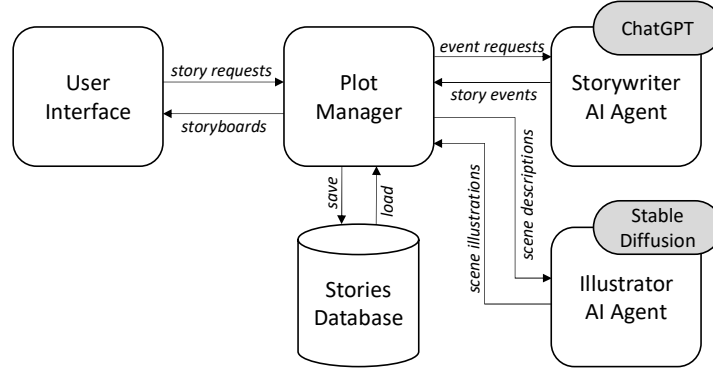 ChatGPT
User
Interface
story requests
storyboards
Plot
Manager
event requests
story events
Storywriter
AI Agent
save
load
scene illustrations
scene descriptions
Stable
Diffusion
Stories
Database
Illustrator
AI Agent